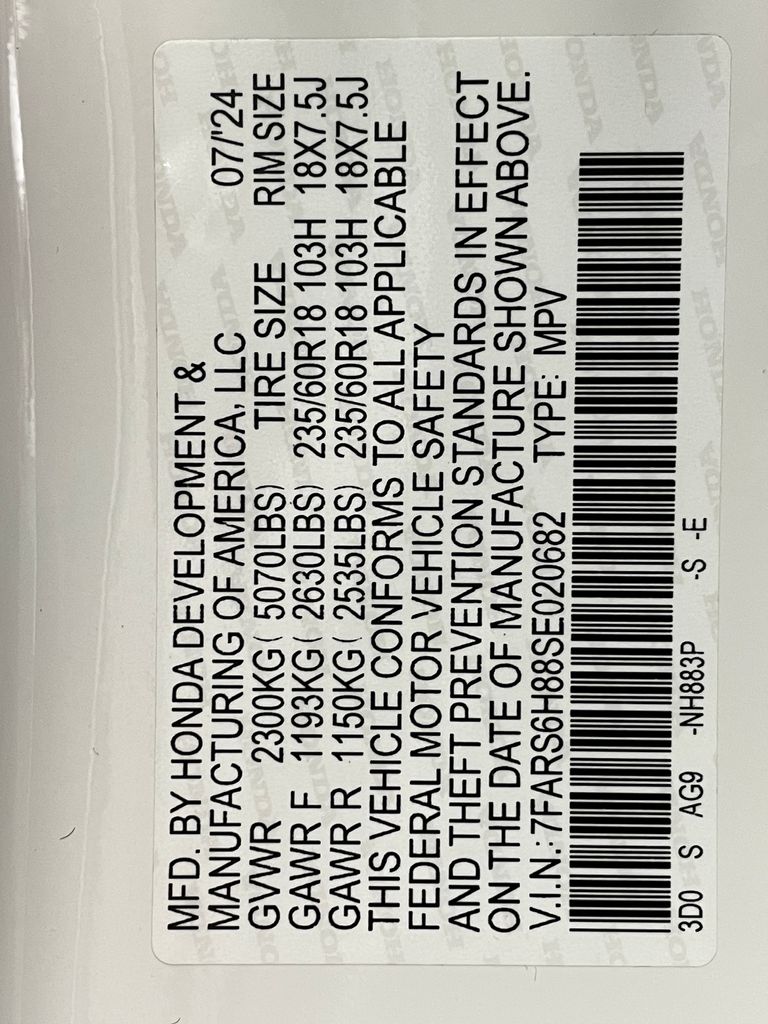 MFD. BY HONDA DEVELOPMENT &
MANUFACTURING OF AMERICA, LLC 07/'24
GVWR 2300KG( 5070LBS) TIRE SIZE RIM SIZE
GAWR F 1193KG( 2630LBS) 235/60R18 103H 18X7.5J
GAWR R 1150KG( 2535LBS) 235/60R18 103H 18X7.5J
THIS VEHICLE CONFORMS TO ALL APPLICABLE
FEDERAL MOTOR VEHICLE SAFETY
AND THEFT PREVENTION STANDARDS IN EFFECT
ON THE DATE OF MANUFACTURE SHOWN ABOVE.
V.I.N.: 7FARS6H88SE020682 TYPE: MPV
3D0 S AG9 -NH883P -S -E